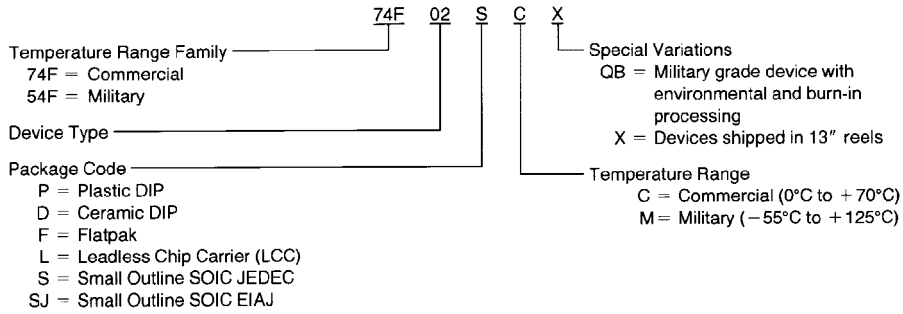 74F 02 S C X
Temperature Range Family
74F = Commercial
54F = Military
Device Type
Package Code
P = Plastic DIP
D = Ceramic DIP
F = Flatpak
L = Leadless Chip Carrier (LCC)
S = Small Outline SOIC JEDEC
SJ = Small Outline SOIC EIAJ
Special Variations
QB = Military grade device with
environmental and burn-in
processing
X = Devices shipped in 13″ reels
Temperature Range
C = Commercial (0°C to +70°C)
M = Military (−55°C to +125°C)